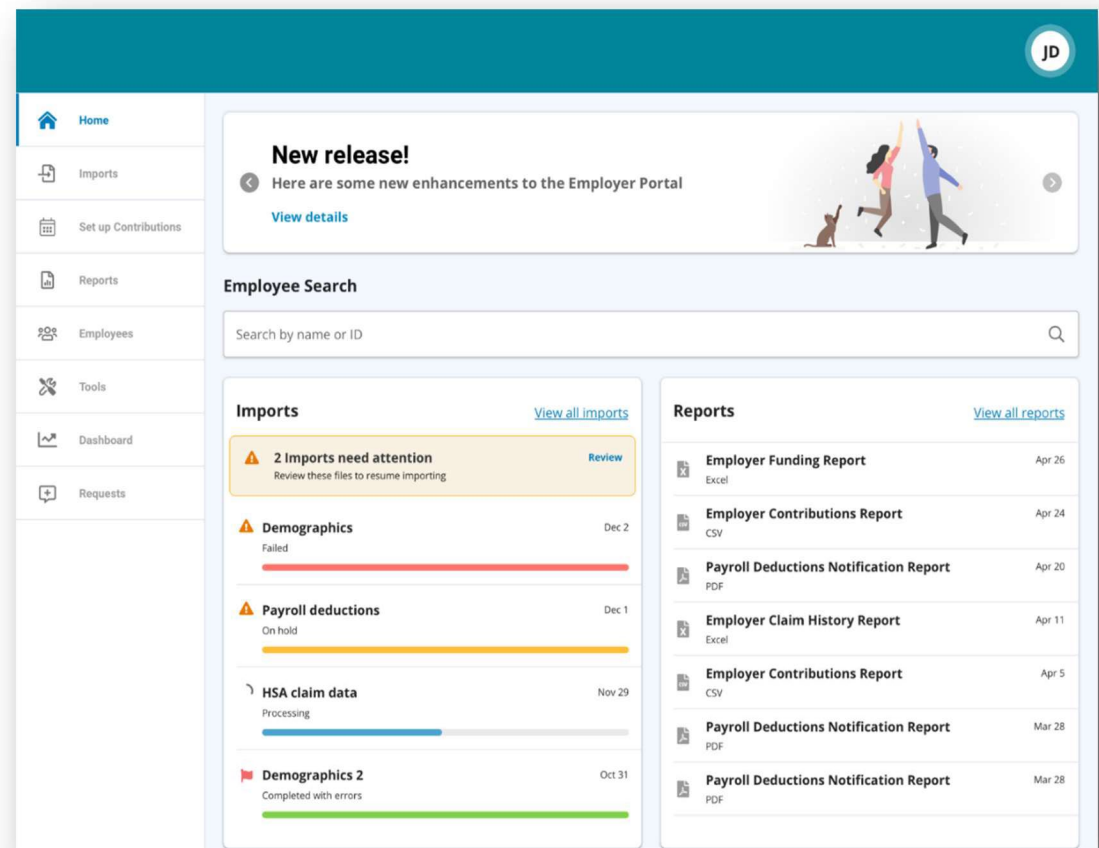 JD
Home
Imports
Set up Contributions
Reports
Employees
Tools
Dashboard
Requests
New release!
Here are some new enhancements to the Employer Portal
View details
Employee Search
Search by name or ID
Imports View all imports
2 Imports need attention Review
Review these files to resume importing
Demographics Dec 2
Failed
Payroll deductions Dec 1
On hold
HSA claim data Nov 29
Processing
Demographics 2 Oct 31
Completed with errors
Reports View all reports
Employer Funding Report Apr 26
Excel
Employer Contributions Report Apr 24
CSV
Payroll Deductions Notification Report Apr 20
PDF
Employer Claim History Report Apr 11
Excel
Employer Contributions Report Apr 5
CSV
Payroll Deductions Notification Report Mar 28
PDF
Payroll Deductions Notification Report Mar 28
PDF